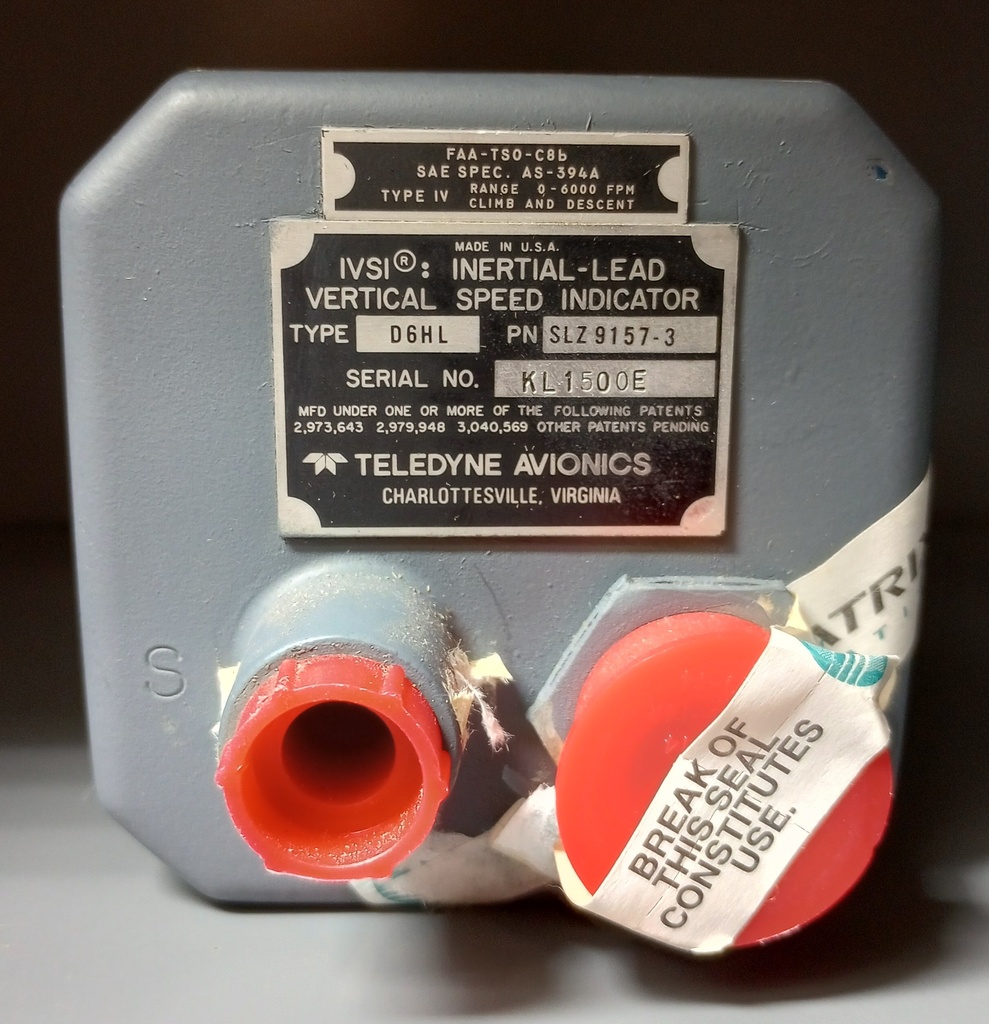 FAA-TSO-C8b
SAE SPEC. AS-394A
TYPE IV RANGE 0-6000 FPM
CLIMB AND DESCENT
MADE IN U.S.A.
IVSI®: INERTIAL-LEAD
VERTICAL SPEED INDICATOR
TYPE D6HL PN SLZ9157-3
SERIAL NO. KL1500E
MFD UNDER ONE OR MORE OF THE FOLLOWING PATENTS
2,973,643 2,979,948 3,040,569 OTHER PATENTS PENDING
TELEDYNE AVIONICS
CHARLOTTESVILLE, VIRGINIA
S
BREAK OF
THIS SEAL
CONSTITUTES
USE.